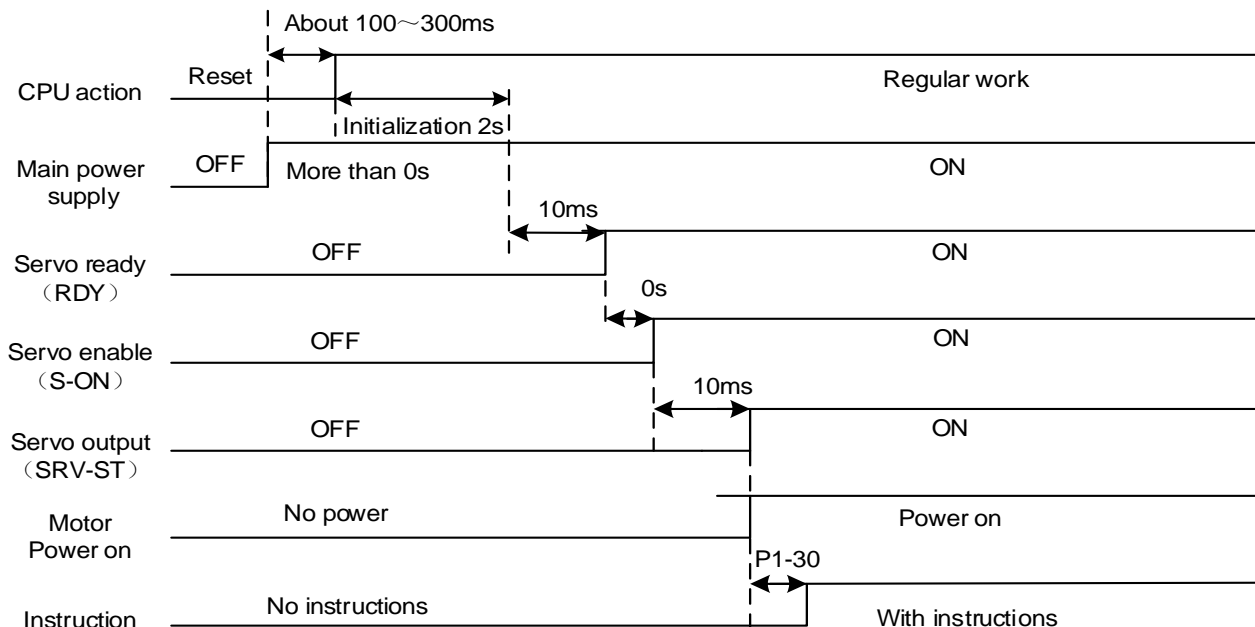 About 100～300ms
CPU action
Reset
Regular work
Initialization 2s
Main power
supply
OFF
More than 0s
ON
10ms
Servo ready
（RDY）
OFF
ON
0s
Servo enable
（S-ON）
OFF
ON
10ms
Servo output
（SRV-ST）
OFF
ON
Motor
Power on
No power
Power on
P1-30
Instruction
No instructions
With instructions